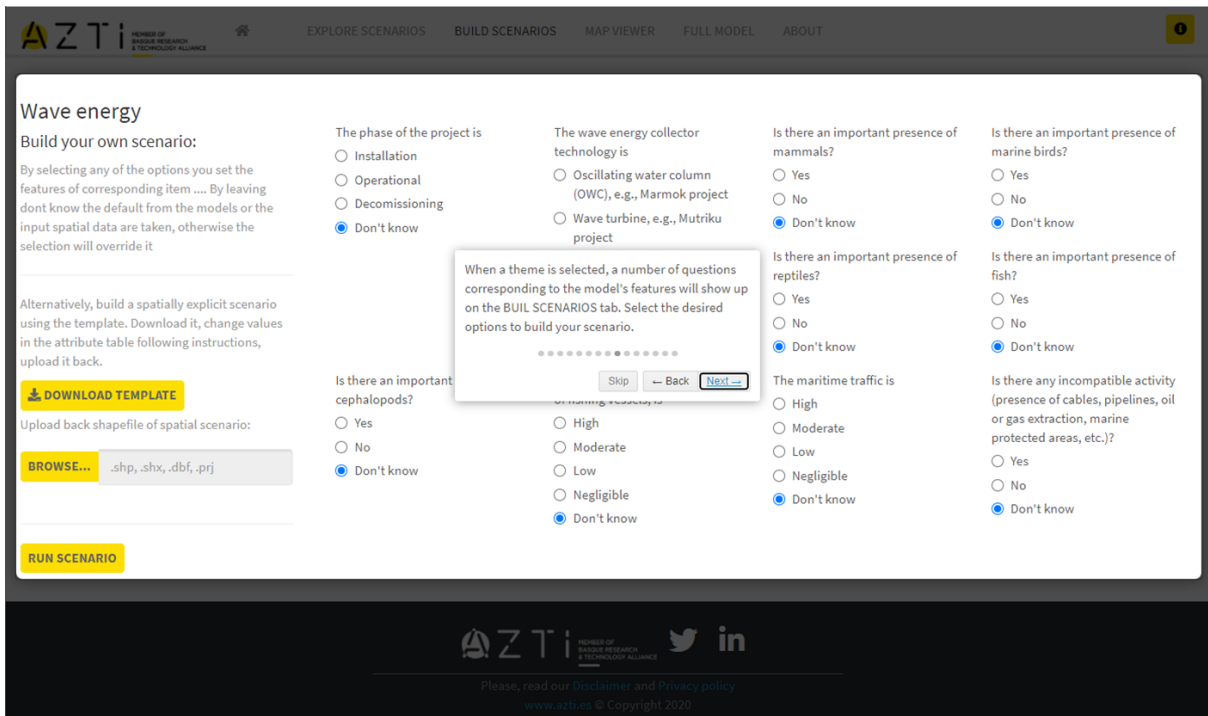 AZTi MEMBER OF
BASQUE RESEARCH
& TECHNOLOGY ALLIANCE
EXPLORE SCENARIOS
BUILD SCENARIOS
MAP VIEWER
FULL MODEL
ABOUT
Wave energy
Build your own scenario:
By selecting any of the options you set the
features of corresponding item .... By leaving
dont know the default from the models or the
input spatial data are taken, otherwise the
selection will override it
Alternatively, build a spatially explicit scenario
using the template. Download it, change values
in the attribute table following instructions,
upload it back.
DOWNLOAD TEMPLATE
Upload back shapefile of spatial scenario:
BROWSE... .shp, .shx, .dbf, .prj
RUN SCENARIO
The phase of the project is
Installation
Operational
Decomissioning
Don't know
The wave energy collector
technology is
Oscillating water column
(OWC), e.g., Marmok project
Wave turbine, e.g., Mutriku
project
Is there an important presence of
mammals?
Yes
No
Don't know
Is there an important presence of
marine birds?
Yes
No
Don't know
When a theme is selected, a number of questions
corresponding to the model's features will show up
on the BUIL SCENARIOS tab. Select the desired
options to build your scenario.
Skip
← Back
Next →
Is there an important presence of
reptiles?
Yes
No
Don't know
Is there an important presence of
fish?
Yes
No
Don't know
Is there an important
cephalopods?
Yes
No
Don't know
of fishing vessels, is
High
Moderate
Low
Negligible
Don't know
The maritime traffic is
High
Moderate
Low
Negligible
Don't know
Is there any incompatible activity
(presence of cables, pipelines, oil
or gas extraction, marine
protected areas, etc.)?
Yes
No
Don't know
AZTi MEMBER OF
BASQUE RESEARCH
& TECHNOLOGY ALLIANCE
in
Please, read our Disclaimer and Privacy policy
www.azti.es © Copyright 2020